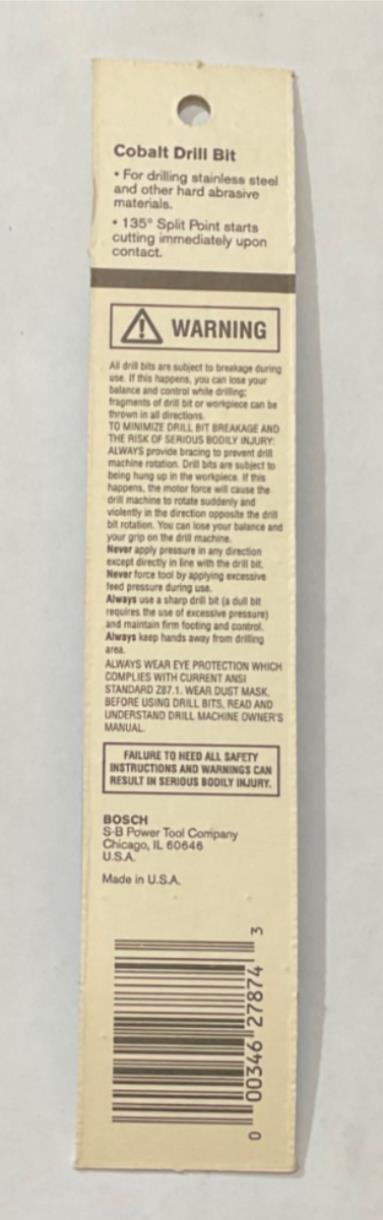 Cobalt Drill Bit
• For drilling stainless steel
and other hard abrasive
materials.
• 135° Split Point starts
cutting immediately upon
contact.
WARNING
All drill bits are subject to breakage during
use. If this happens, you can lose your
balance and control while drilling;
fragments of drill bit or workpiece can be
thrown in all directions.
TO MINIMIZE DRILL BIT BREAKAGE AND
THE RISK OF SERIOUS BODILY INJURY:
ALWAYS provide bracing to prevent drill
machine rotation. Drill bits are subject to
being hung up in the workpiece. If this
happens, the motor force will cause the
drill machine to rotate suddenly and
violently in the direction opposite the drill
bit rotation. You can lose your balance and
your grip on the drill machine.
Never apply pressure in any direction
except directly in line with the drill bit.
Never force tool by applying excessive
feed pressure during use.
Always use a sharp drill bit (a dull bit
requires the use of excessive pressure)
and maintain firm footing and control.
Always keep hands away from drilling
area.
ALWAYS WEAR EYE PROTECTION WHICH
COMPLIES WITH CURRENT ANSI
STANDARD Z87.1. WEAR DUST MASK.
BEFORE USING DRILL BITS, READ AND
UNDERSTAND DRILL MACHINE OWNER'S
MANUAL.
FAILURE TO HEED ALL SAFETY
INSTRUCTIONS AND WARNINGS CAN
RESULT IN SERIOUS BODILY INJURY.
BOSCH
S-B Power Tool Company
Chicago, IL 60646
U.S.A.
Made in U.S.A.
0 00346 27874 3